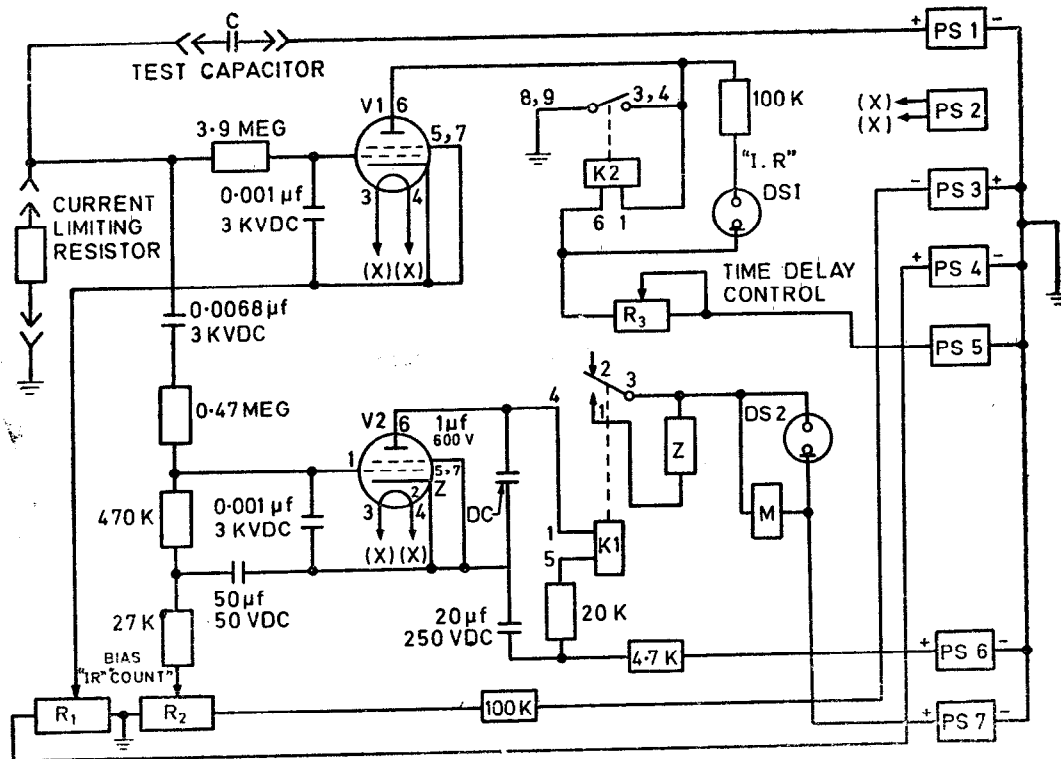 C
TEST CAPACITOR
+ PS 1 -
V1 6
8,9
3,4
100 K
(X)
(X)
PS 2
3·9 MEG
5,7
"I.R"
- PS 3 +
K2
DS1
0·001 µf
3 KVDC
3 4
6 1
CURRENT
LIMITING
RESISTOR
(X)(X)
+ PS 4 -
TIME DELAY
CONTROL
0·0068µf
3 KVDC
R3
PS 5
2
3
4
1
0·47 MEG
V2 6
1µf
600 V
DS2
1
5,7
Z
Z
2
3 4
470 K
0·001 µf
3 KVDC
DC
M
(X)(X)
1
5
K1
50µf
50 VDC
27 K
20µf
250 VDC
20 K
+ PS 6 -
4·7 K
BIAS
"IR" "COUNT"
R1
R2
100K
+ PS 7 -